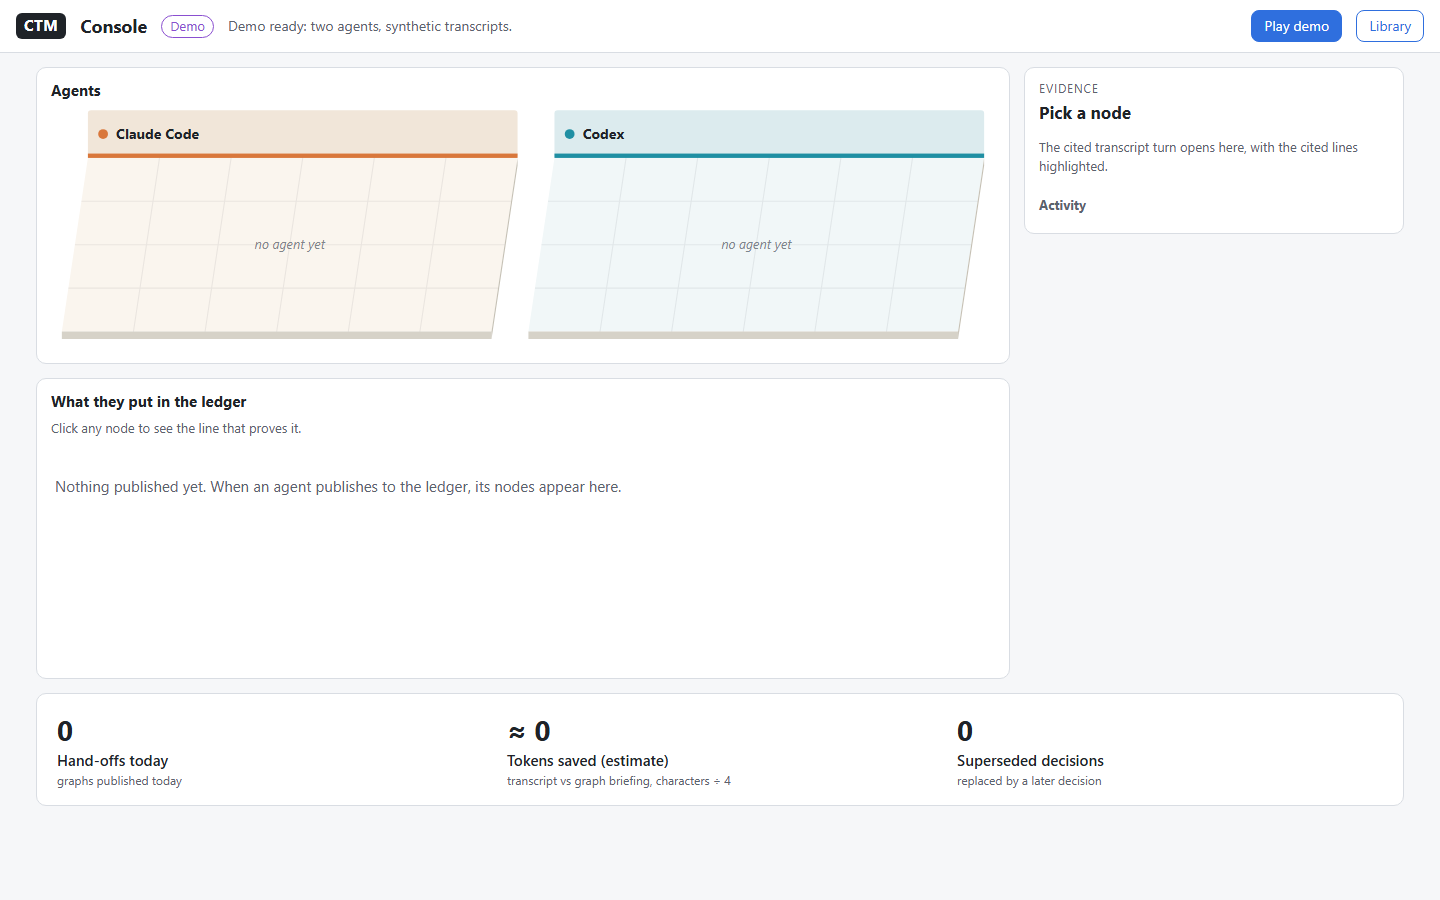 CTM Console Demo Demo ready: two agents, synthetic transcripts. Play demo Library
Agents
Claude Code
no agent yet
Codex
no agent yet
EVIDENCE
Pick a node
The cited transcript turn opens here, with the cited lines
highlighted.
Activity
What they put in the ledger
Click any node to see the line that proves it.
Nothing published yet. When an agent publishes to the ledger, its nodes appear here.
0
Hand-offs today
graphs published today
≈ 0
Tokens saved (estimate)
transcript vs graph briefing, characters ÷ 4
0
Superseded decisions
replaced by a later decision